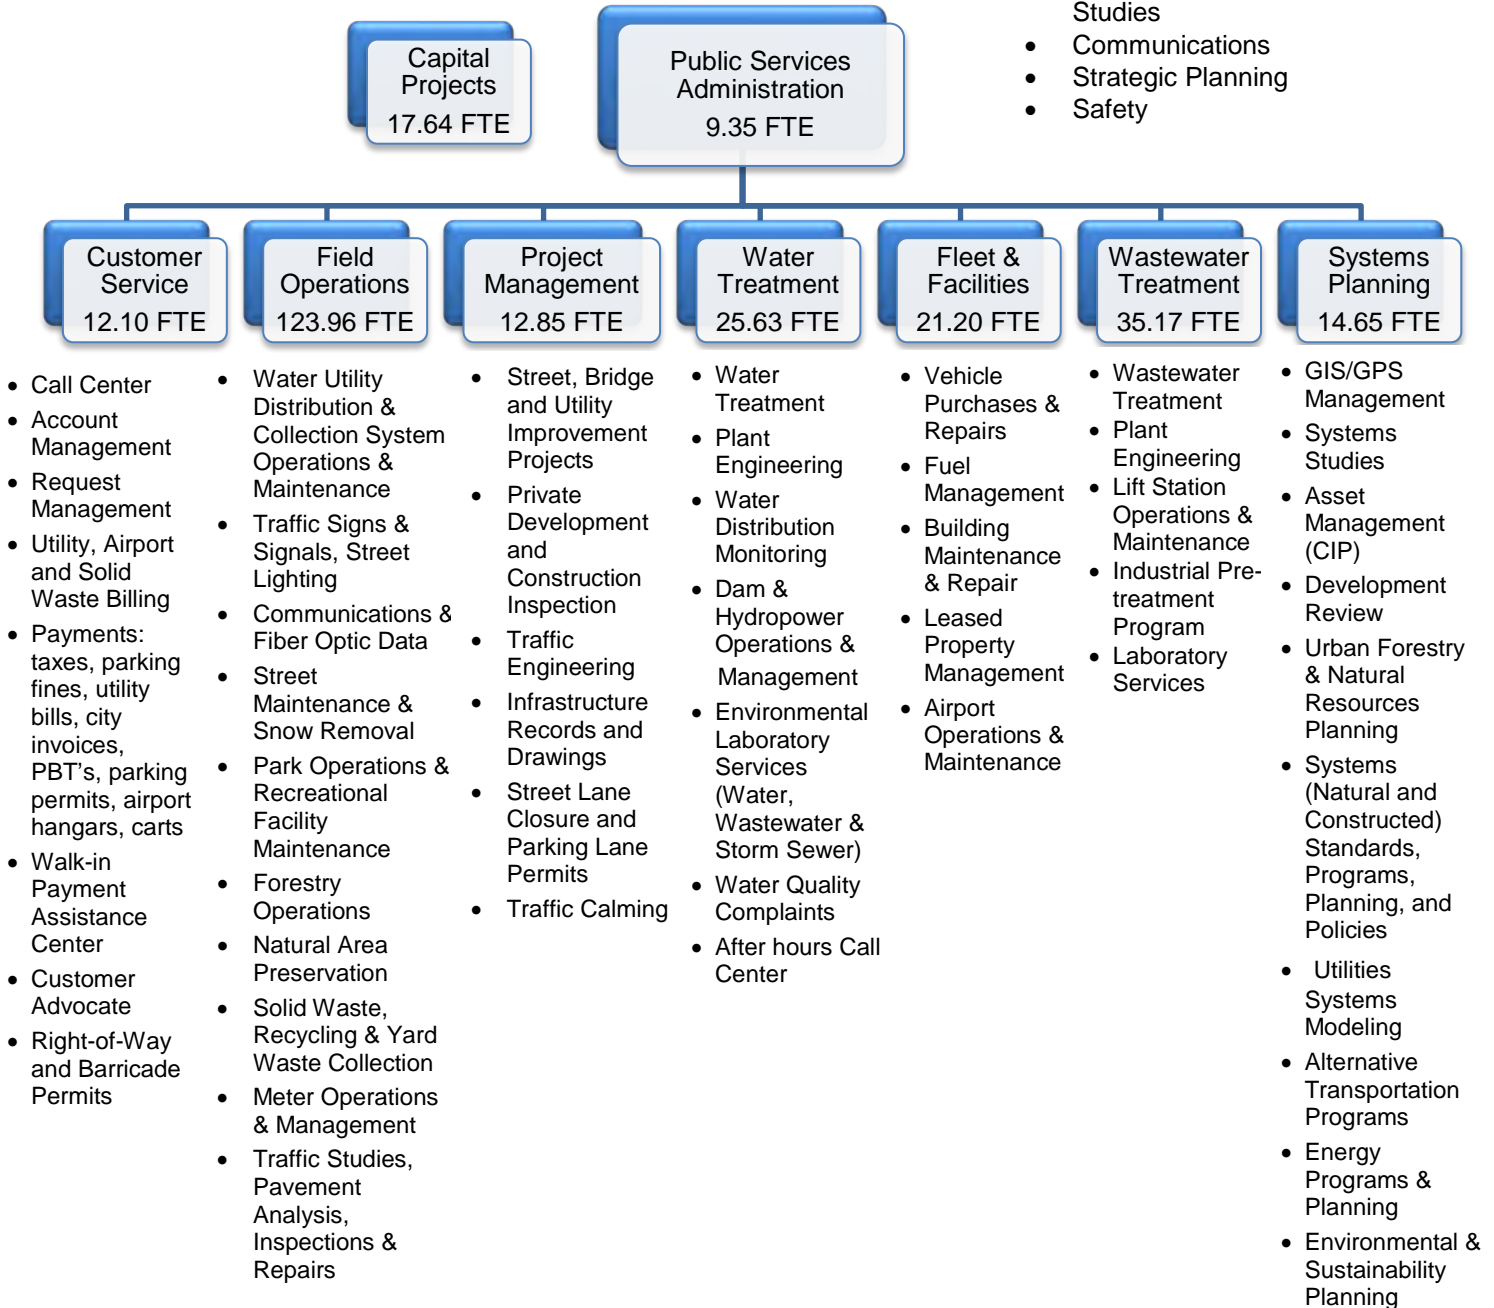 Studies
• Communications
• Strategic Planning
• Safety
Capital
Projects
17.64 FTE
Public Services
Administration
9.35 FTE
Customer
Service
12.10 FTE
Field
Operations
123.96 FTE
Project
Management
12.85 FTE
Water
Treatment
25.63 FTE
Fleet &
Facilities
21.20 FTE
Wastewater
Treatment
35.17 FTE
Systems
Planning
14.65 FTE
• Call Center
• Account
Management
• Request
Management
• Utility, Airport
and Solid
Waste Billing
• Payments:
taxes, parking
fines, utility
bills, city
invoices,
PBT's, parking
permits, airport
hangars, carts
• Walk-in
Payment
Assistance
Center
• Customer
Advocate
• Right-of-Way
and Barricade
Permits
• Water Utility
Distribution &
Collection System
Operations &
Maintenance
• Traffic Signs &
Signals, Street
Lighting
• Communications &
Fiber Optic Data
• Street
Maintenance &
Snow Removal
• Park Operations &
Recreational
Facility
Maintenance
• Forestry
Operations
• Natural Area
Preservation
• Solid Waste,
Recycling & Yard
Waste Collection
• Meter Operations
& Management
• Traffic Studies,
Pavement
Analysis,
Inspections &
Repairs
• Street, Bridge
and Utility
Improvement
Projects
• Private
Development
and
Construction
Inspection
• Traffic
Engineering
• Infrastructure
Records and
Drawings
• Street Lane
Closure and
Parking Lane
Permits
• Traffic Calming
• Water
Treatment
• Plant
Engineering
• Water
Distribution
Monitoring
• Dam &
Hydropower
Operations &
Management
• Environmental
Laboratory
Services
(Water,
Wastewater &
Storm Sewer)
• Water Quality
Complaints
• After hours Call
Center
• Vehicle
Purchases &
Repairs
• Fuel
Management
• Building
Maintenance
& Repair
• Leased
Property
Management
• Airport
Operations &
Maintenance
• Wastewater
Treatment
• Plant
Engineering
• Lift Station
Operations &
Maintenance
• Industrial Pre-
treatment
Program
• Laboratory
Services
• GIS/GPS
Management
• Systems
Studies
• Asset
Management
(CIP)
• Development
Review
• Urban Forestry
& Natural
Resources
Planning
• Systems
(Natural and
Constructed)
Standards,
Programs,
Planning, and
Policies
• Utilities
Systems
Modeling
• Alternative
Transportation
Programs
• Energy
Programs &
Planning
• Environmental &
Sustainability
Planning